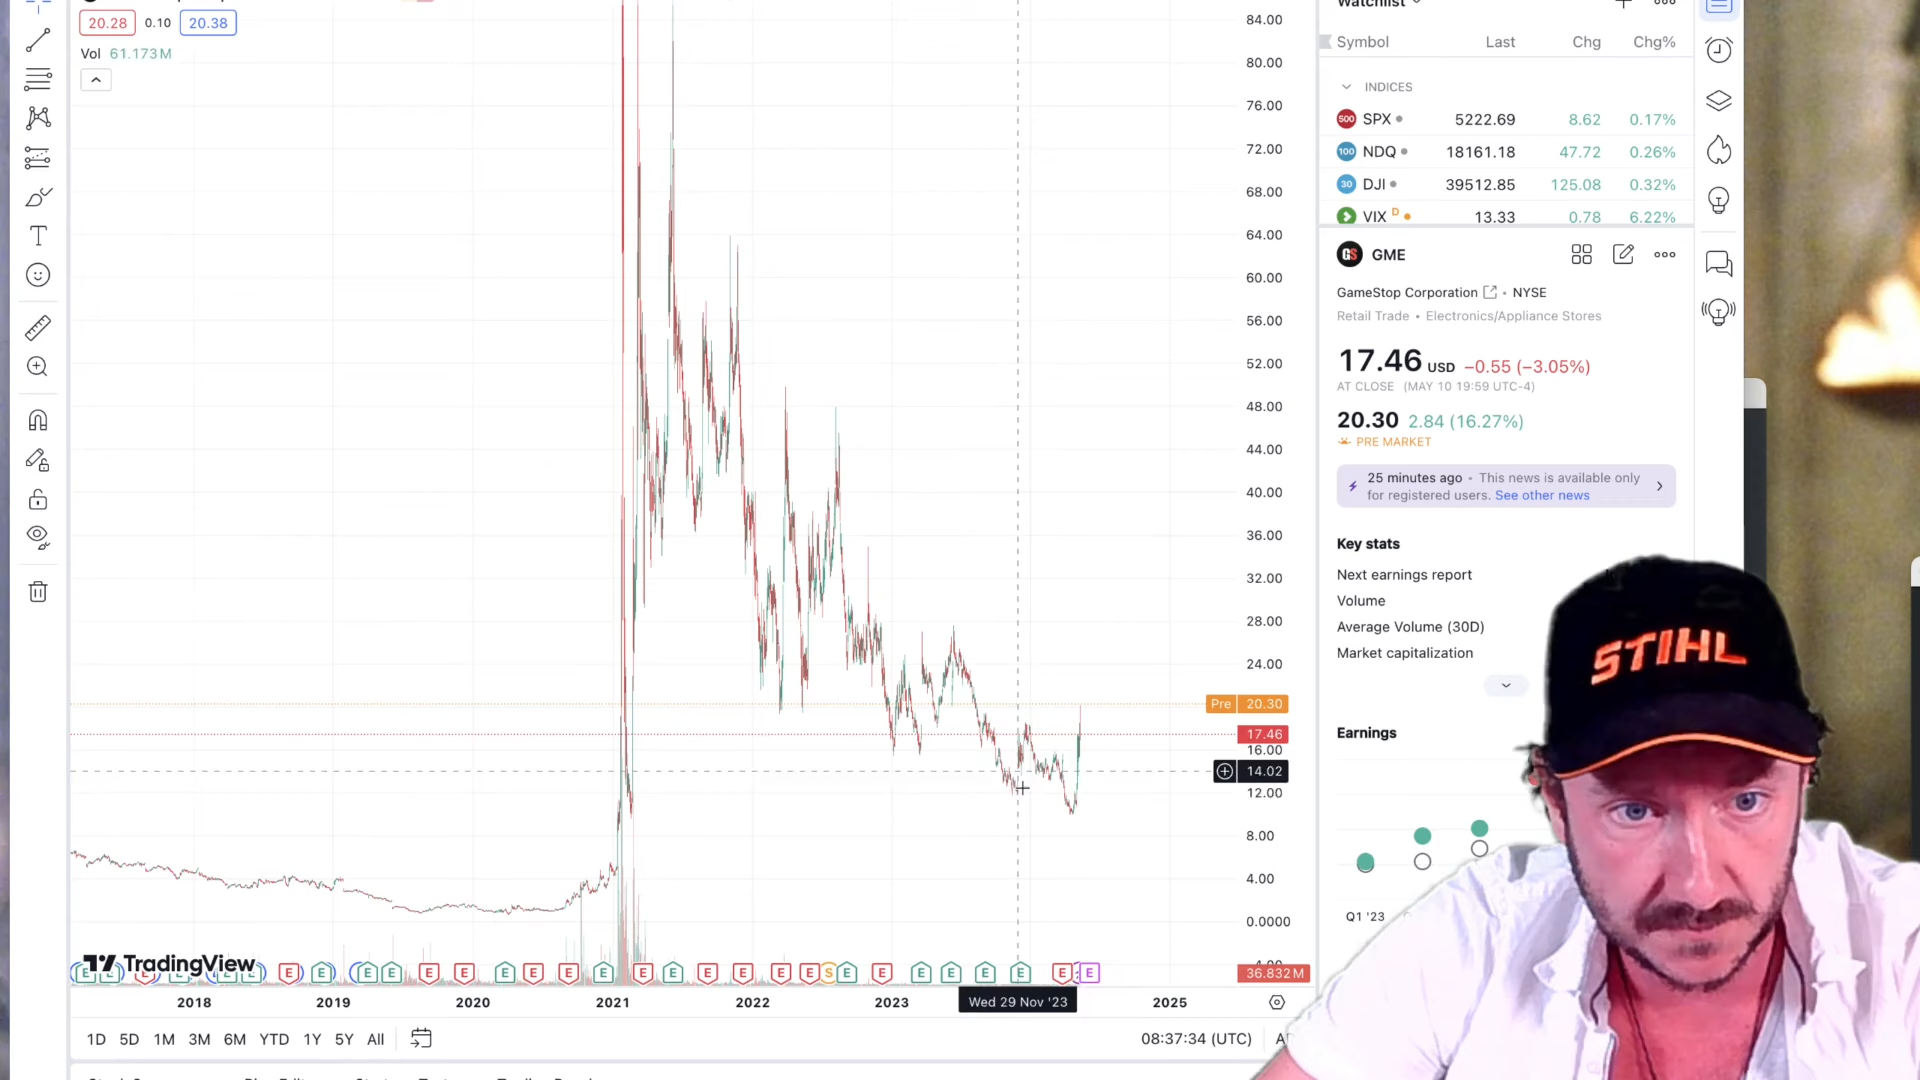 20.28 0.10 20.38
Vol 61.173M
84.00
80.00
76.00
72.00
68.00
64.00
60.00
56.00
52.00
48.00
44.00
40.00
36.00
32.00
28.00
24.00
Pre 20.30
17.46
16.00
14.02
12.00
8.00
4.00
0.0000
36.832M
TradingView
2018 2019 2020 2021 2022 2023 Wed 29 Nov '23 2025
1D 5D 1M 3M 6M YTD 1Y 5Y All
08:37:34 (UTC)
Watchlist
Symbol Last Chg Chg%
INDICES
500 SPX 5222.69 8.62 0.17%
100 NDQ 18161.18 47.72 0.26%
30 DJI 39512.85 125.08 0.32%
VIX D 13.33 0.78 6.22%
GS GME
GameStop Corporation • NYSE
Retail Trade • Electronics/Appliance Stores
17.46 USD −0.55 (−3.05%)
AT CLOSE (MAY 10 19:59 UTC-4)
20.30 2.84 (16.27%)
PRE MARKET
25 minutes ago • This news is available only
for registered users. See other news
Key stats
Next earnings report
Volume
Average Volume (30D)
Market capitalization
Earnings
Q1 '23
STIHL